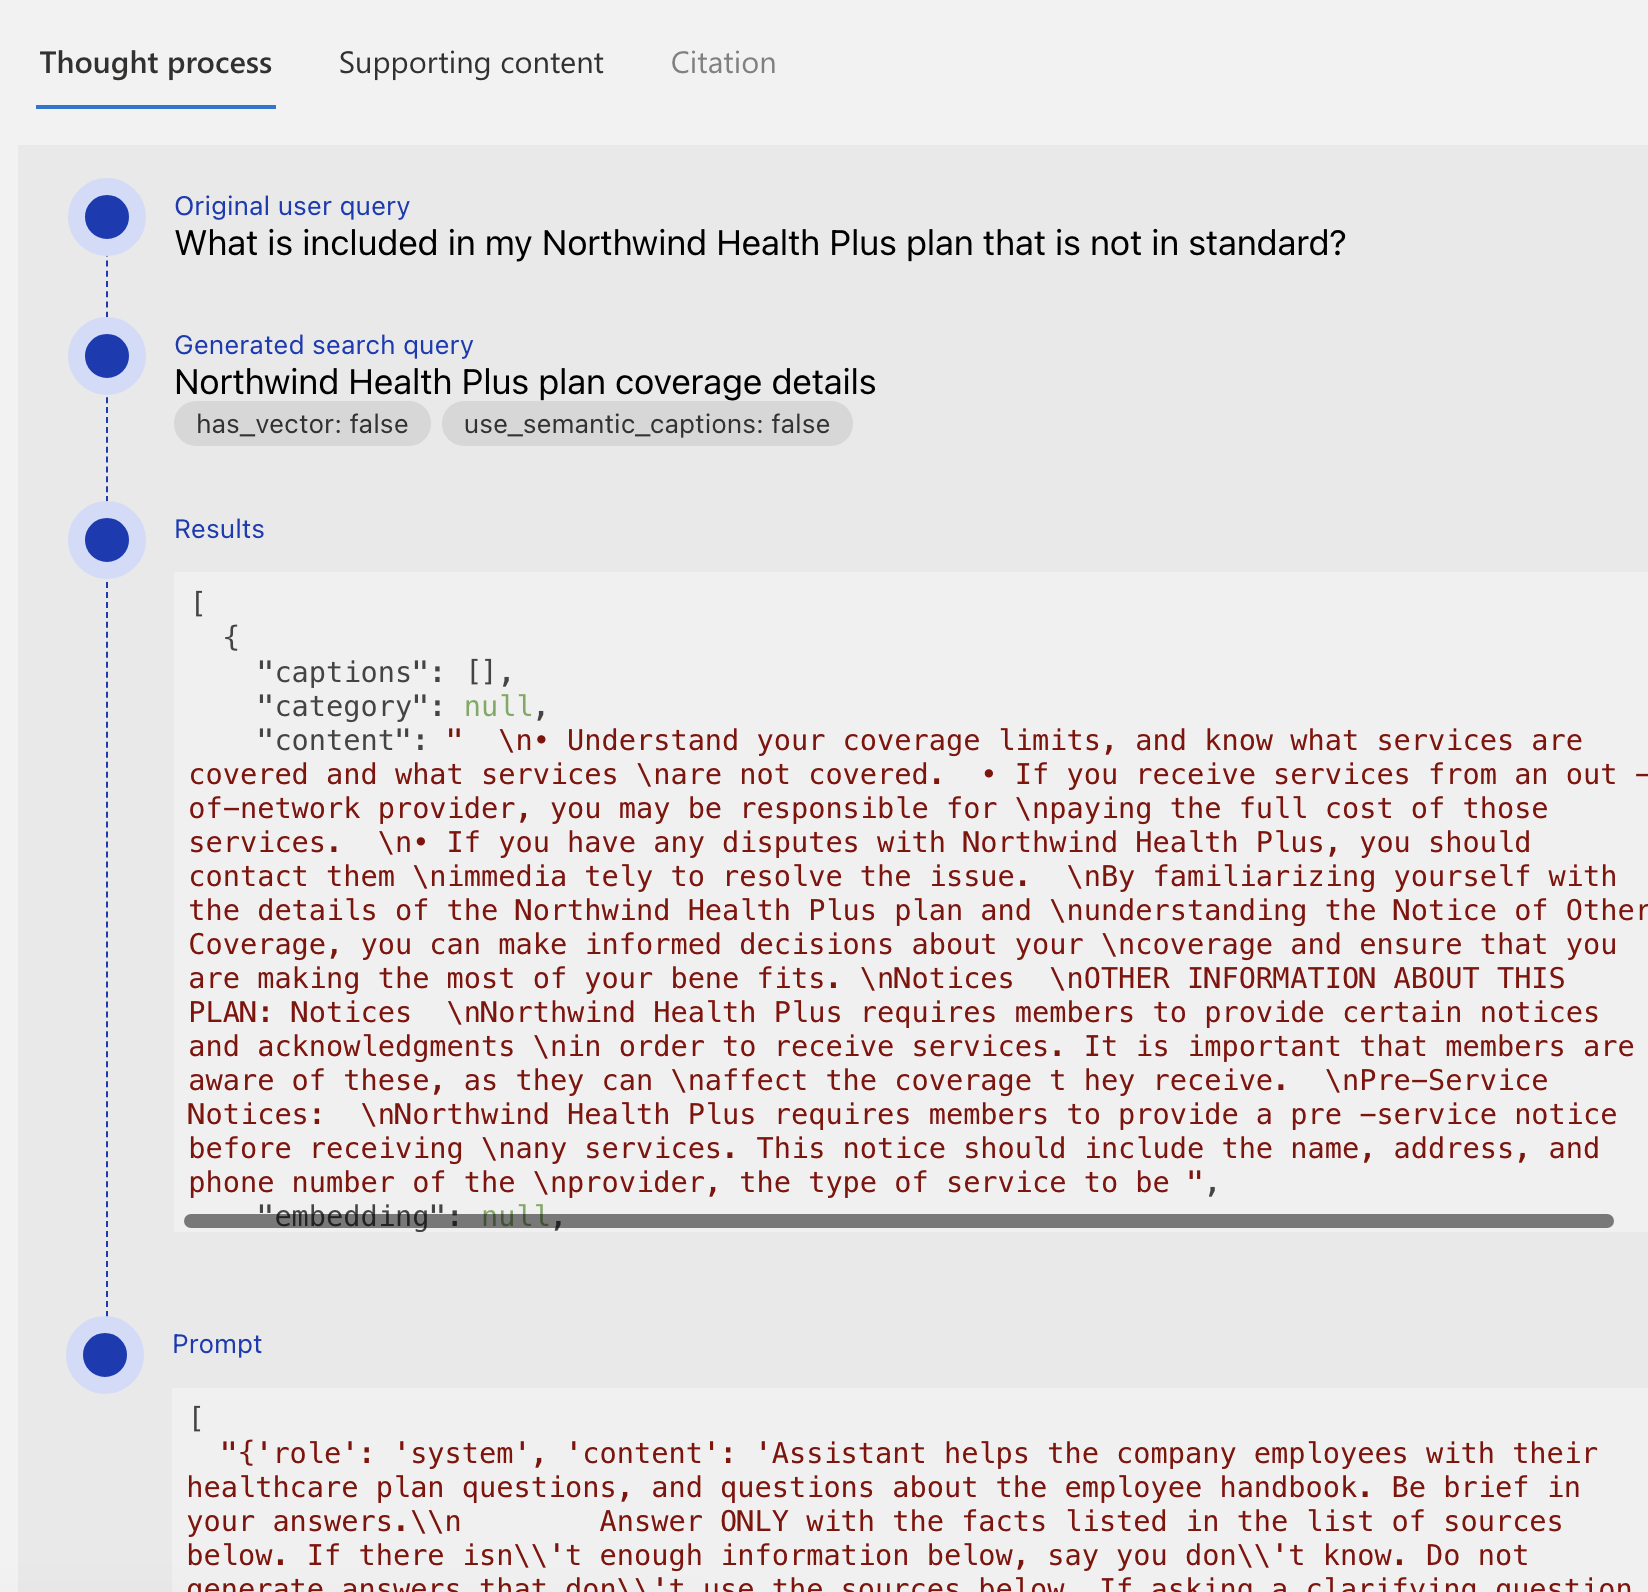 Thought process Supporting content Citation
Original user query
What is included in my Northwind Health Plus plan that is not in standard?
Generated search query
Northwind Health Plus plan coverage details
has_vector: false use_semantic_captions: false
Results
[
{
"captions": [],
"category": null,
"content": "  \n• Understand your coverage limits, and know what services are
covered and what services \nare not covered.  • If you receive services from an out -
of-network provider, you may be responsible for \npaying the full cost of those
services.  \n• If you have any disputes with Northwind Health Plus, you should
contact them \nimmedia tely to resolve the issue.  \nBy familiarizing yourself with
the details of the Northwind Health Plus plan and \nunderstanding the Notice of Other
Coverage, you can make informed decisions about your \ncoverage and ensure that you
are making the most of your bene fits. \nNotices  \nOTHER INFORMATION ABOUT THIS
PLAN: Notices  \nNorthwind Health Plus requires members to provide certain notices
and acknowledgments \nin order to receive services. It is important that members are
aware of these, as they can \naffect the coverage t hey receive.  \nPre-Service
Notices:  \nNorthwind Health Plus requires members to provide a pre -service notice
before receiving \nany services. This notice should include the name, address, and
phone number of the \nprovider, the type of service to be ",
"embedding": null,
Prompt
[
"{'role': 'system', 'content': 'Assistant helps the company employees with their
healthcare plan questions, and questions about the employee handbook. Be brief in
your answers.\\n        Answer ONLY with the facts listed in the list of sources
below. If there isn\\'t enough information below, say you don\\'t know. Do not
generate answers that don\\'t use the sources below. If asking a clarifying question